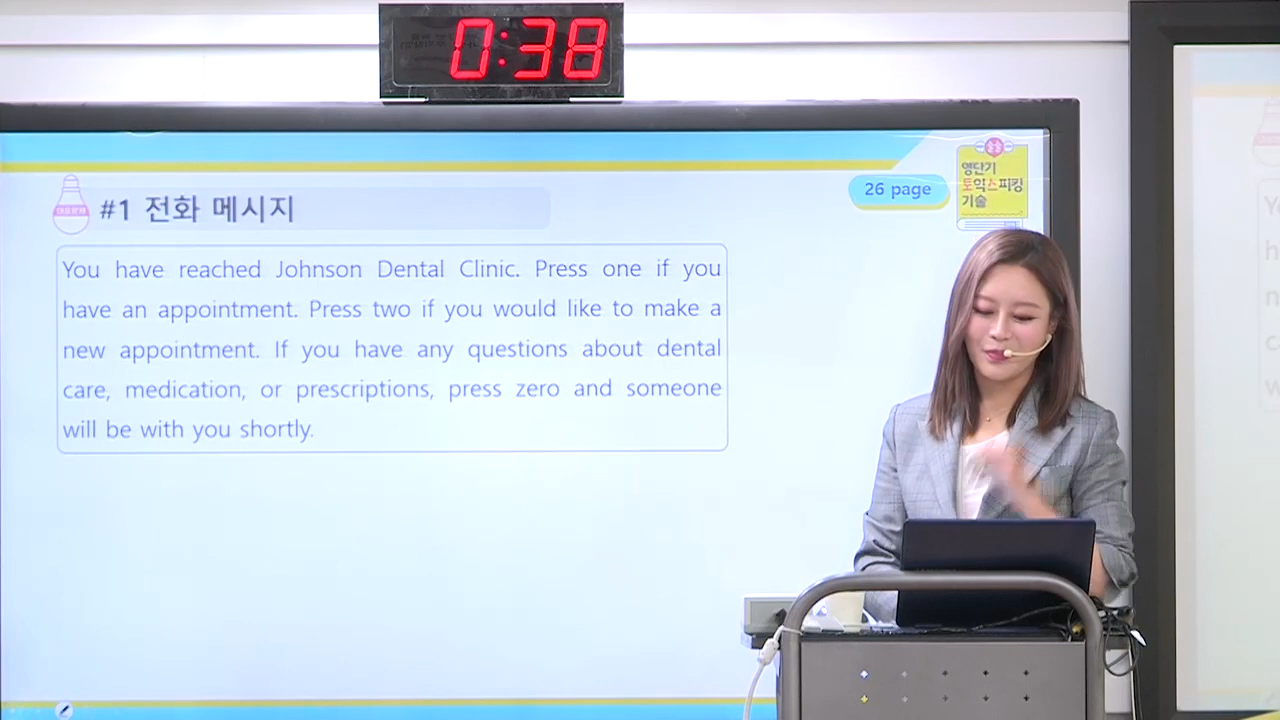 0:38
26 page
솔솔
영단기
토익스피킹
기술
#1 전화 메시지
You have reached Johnson Dental Clinic. Press one if you
have an appointment. Press two if you would like to make a
new appointment. If you have any questions about dental
care, medication, or prescriptions, press zero and someone
will be with you shortly.